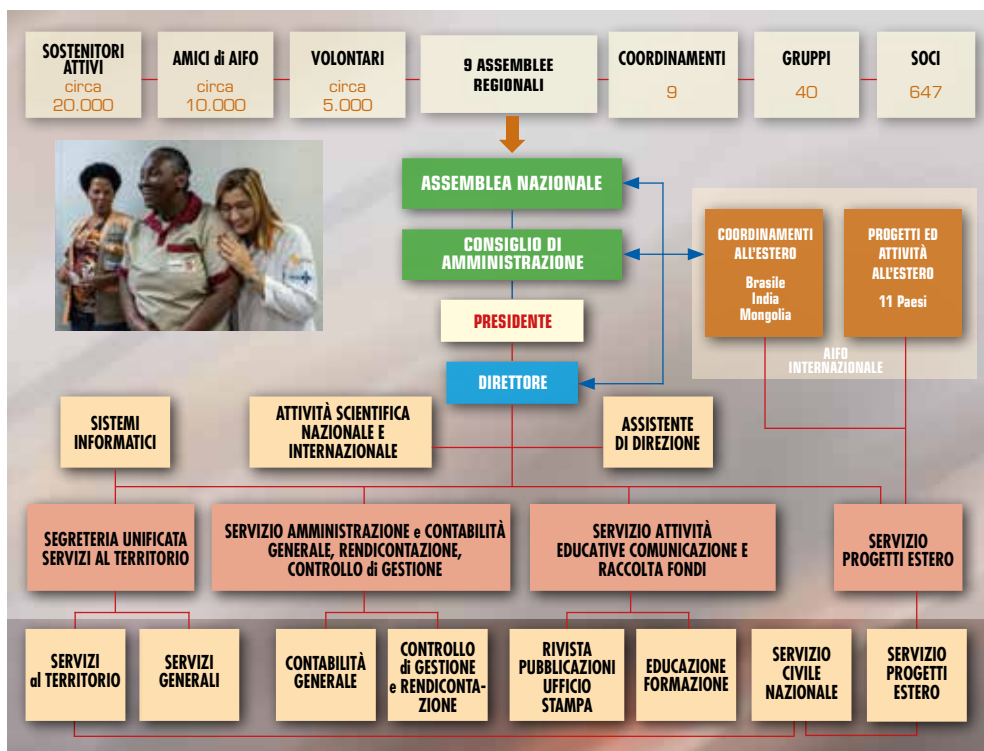 SOSTENITORI
ATTIVI
circa
20.000
AMICI di AIFO
circa
10.000
VOLONTARI
circa
5.000
9 ASSEMBLEE
REGIONALI
COORDINAMENTI
9
GRUPPI
40
SOCI
647
ASSEMBLEA NAZIONALE
CONSIGLIO DI
AMMINISTRAZIONE
PRESIDENTE
DIRETTORE
COORDINAMENTI
ALL'ESTERO
Brasile
India
Mongolia
PROGETTI ED
ATTIVITÀ
ALL'ESTERO
11 Paesi
AIFO
INTERNAZIONALE
SISTEMI
INFORMATICI
ATTIVITÀ SCIENTIFICA
NAZIONALE E
INTERNAZIONALE
ASSISTENTE
DI DIREZIONE
SEGRETERIA UNIFICATA
SERVIZI AL TERRITORIO
SERVIZIO AMMINISTRAZIONE e CONTABILITÀ
GENERALE, RENDICONTAZIONE,
CONTROLLO di GESTIONE
SERVIZIO ATTIVITÀ
EDUCATIVE COMUNICAZIONE E
RACCOLTA FONDI
SERVIZIO
PROGETTI ESTERO
SERVIZI
al TERRITORIO
SERVIZI
GENERALI
CONTABILITÀ
GENERALE
CONTROLLO
di GESTIONE
e RENDICONTA-
ZIONE
RIVISTA
PUBBLICAZIONI
UFFICIO
STAMPA
EDUCAZIONE
FORMAZIONE
SERVIZIO
CIVILE
NAZIONALE
SERVIZIO
PROGETTI
ESTERO